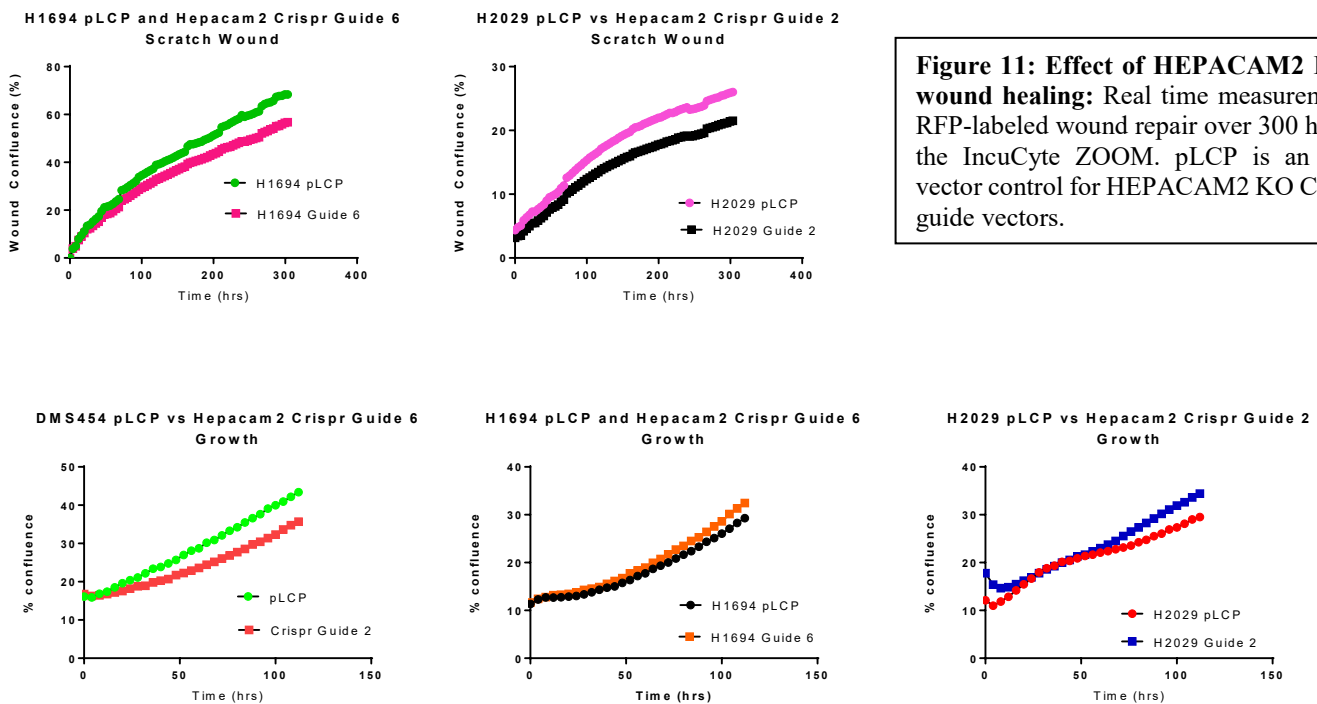 H1694 pLCP and Hepacam2 Crispr Guide 6
Scratch Wound
Wound Confluence (%)
80
60
40
20
0
0 100 200 300 400
Time (hrs)
H1694 pLCP
H1694 Guide 6
H2029 pLCP vs Hepacam2 Crispr Guide 2
Scratch Wound
Wound Confluence (%)
30
20
10
0
0 100 200 300 400
Time (hrs)
H2029 pLCP
H2029 Guide 2
Figure 11: Effect of HEPACAM2
wound healing: Real time
RFP-labeled wound repair over 300
the IncuCyte ZOOM. pLCP is an
vector control for HEPACAM2 KO
guide vectors.
DMS454 pLCP vs Hepacam2 Crispr Guide 6
Growth
% confluence
50
40
30
20
10
0
0 50 100 150
Time (hrs)
pLCP
Crispr Guide 2
H1694 pLCP and Hepacam2 Crispr Guide 6
Growth
% confluence
40
30
20
10
0
0 50 100 150
Time (hrs)
H1694 pLCP
H1694 Guide 6
H2029 pLCP vs Hepacam2 Crispr Guide 2
Growth
% confluence
40
30
20
10
0
0 50 100 150
Time (hrs)
H2029 pLCP
H2029 Guide 2